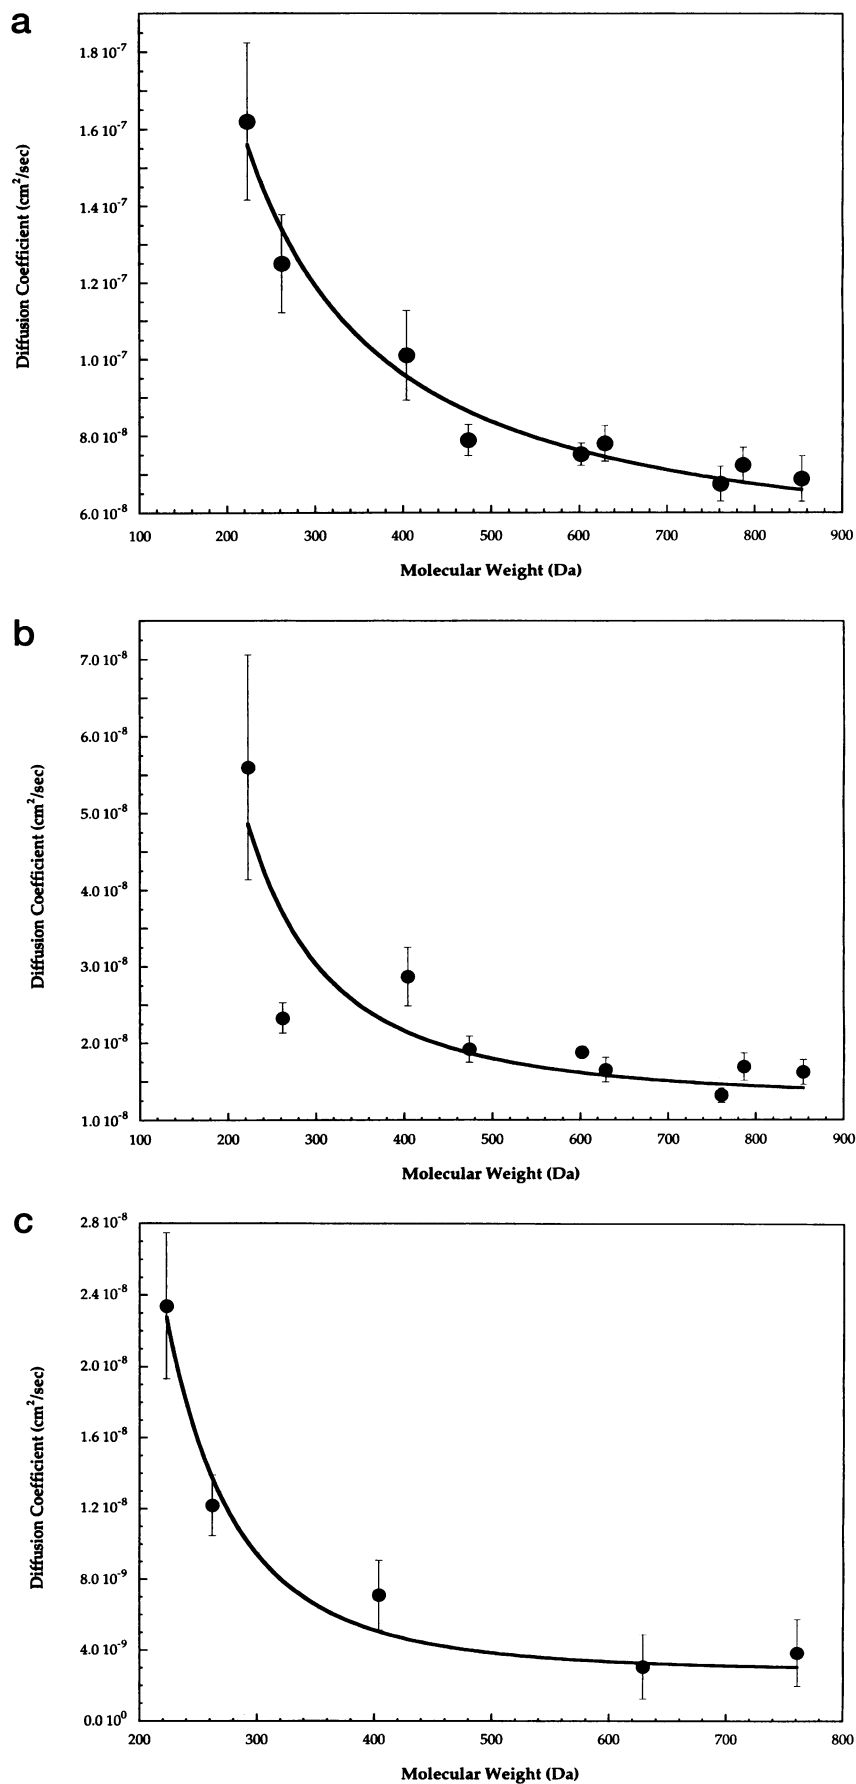 a
Diffusion Coefficient (cm²/sec)
1.8 10⁻⁷
1.6 10⁻⁷
1.4 10⁻⁷
1.2 10⁻⁷
1.0 10⁻⁷
8.0 10⁻⁸
6.0 10⁻⁸
100 200 300 400 500 600 700 800 900
Molecular Weight (Da)
b
Diffusion Coefficient (cm²/sec)
7.0 10⁻⁸
6.0 10⁻⁸
5.0 10⁻⁸
4.0 10⁻⁸
3.0 10⁻⁸
2.0 10⁻⁸
1.0 10⁻⁸
100 200 300 400 500 600 700 800 900
Molecular Weight (Da)
c
Diffusion Coefficient (cm²/sec)
2.8 10⁻⁸
2.4 10⁻⁸
2.0 10⁻⁸
1.6 10⁻⁸
1.2 10⁻⁸
8.0 10⁻⁹
4.0 10⁻⁹
0.0 10⁰
200 300 400 500 600 700 800
Molecular Weight (Da)